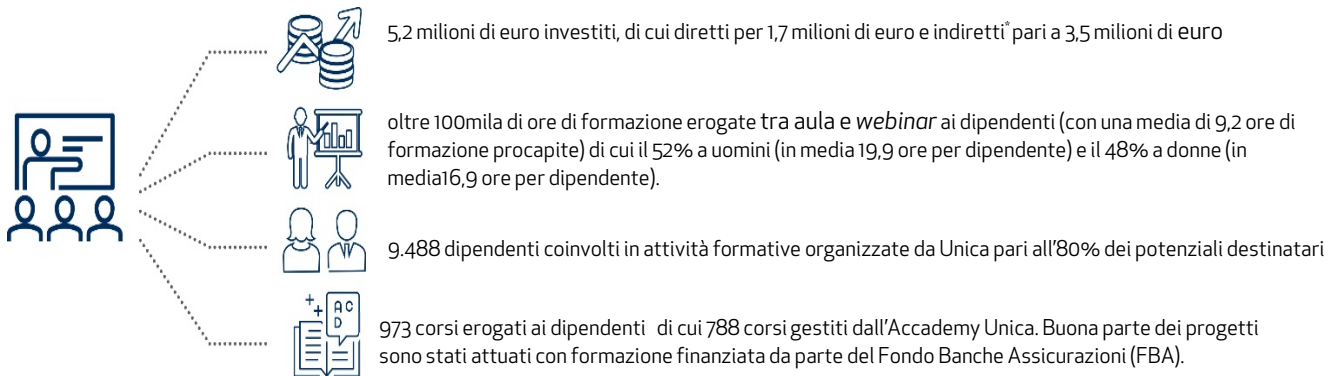 5,2 milioni di euro investiti, di cui diretti per 1,7 milioni di euro e indiretti* pari a 3,5 milioni di euro
oltre 100mila di ore di formazione erogate tra aula e webinar ai dipendenti (con una media di 9,2 ore di
formazione procapite) di cui il 52% a uomini (in media 19,9 ore per dipendente) e il 48% a donne (in
media16,9 ore per dipendente).
9.488 dipendenti coinvolti in attività formative organizzate da Unica pari all'80% dei potenziali destinatari
A C
D
973 corsi erogati ai dipendenti di cui 788 corsi gestiti dall'Accademy Unica. Buona parte dei progetti
sono stati attuati con formazione finanziata da parte del Fondo Banche Assicurazioni (FBA).